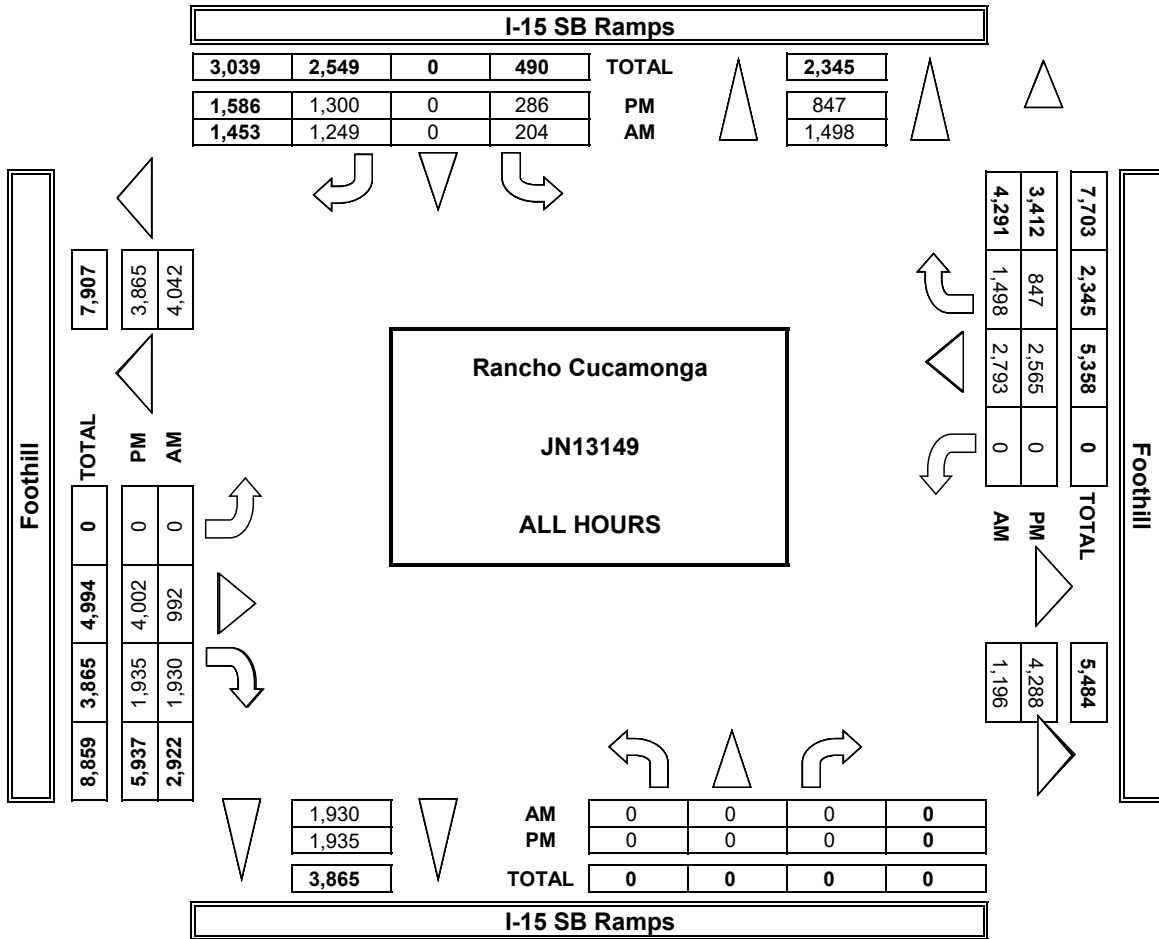 I-15 SB Ramps
3,039 2,549 0 490 TOTAL 2,345
1,586 1,300 0 286 PM 847
1,453 1,249 0 204 AM 1,498
Foothill
7,907
3,865
4,042
TOTAL
PM
AM
0 4,994 3,865 8,859
0 4,002 1,935 5,937
0 992 1,930 2,922
Rancho Cucamonga
JN13149
ALL HOURS
7,703 2,345 5,358 0 TOTAL 5,484
3,412 847 2,565 0 PM 4,288
4,291 1,498 2,793 0 AM 1,196
Foothill
1,930 AM 0 0 0 0
1,935 PM 0 0 0 0
3,865 TOTAL 0 0 0 0
I-15 SB Ramps